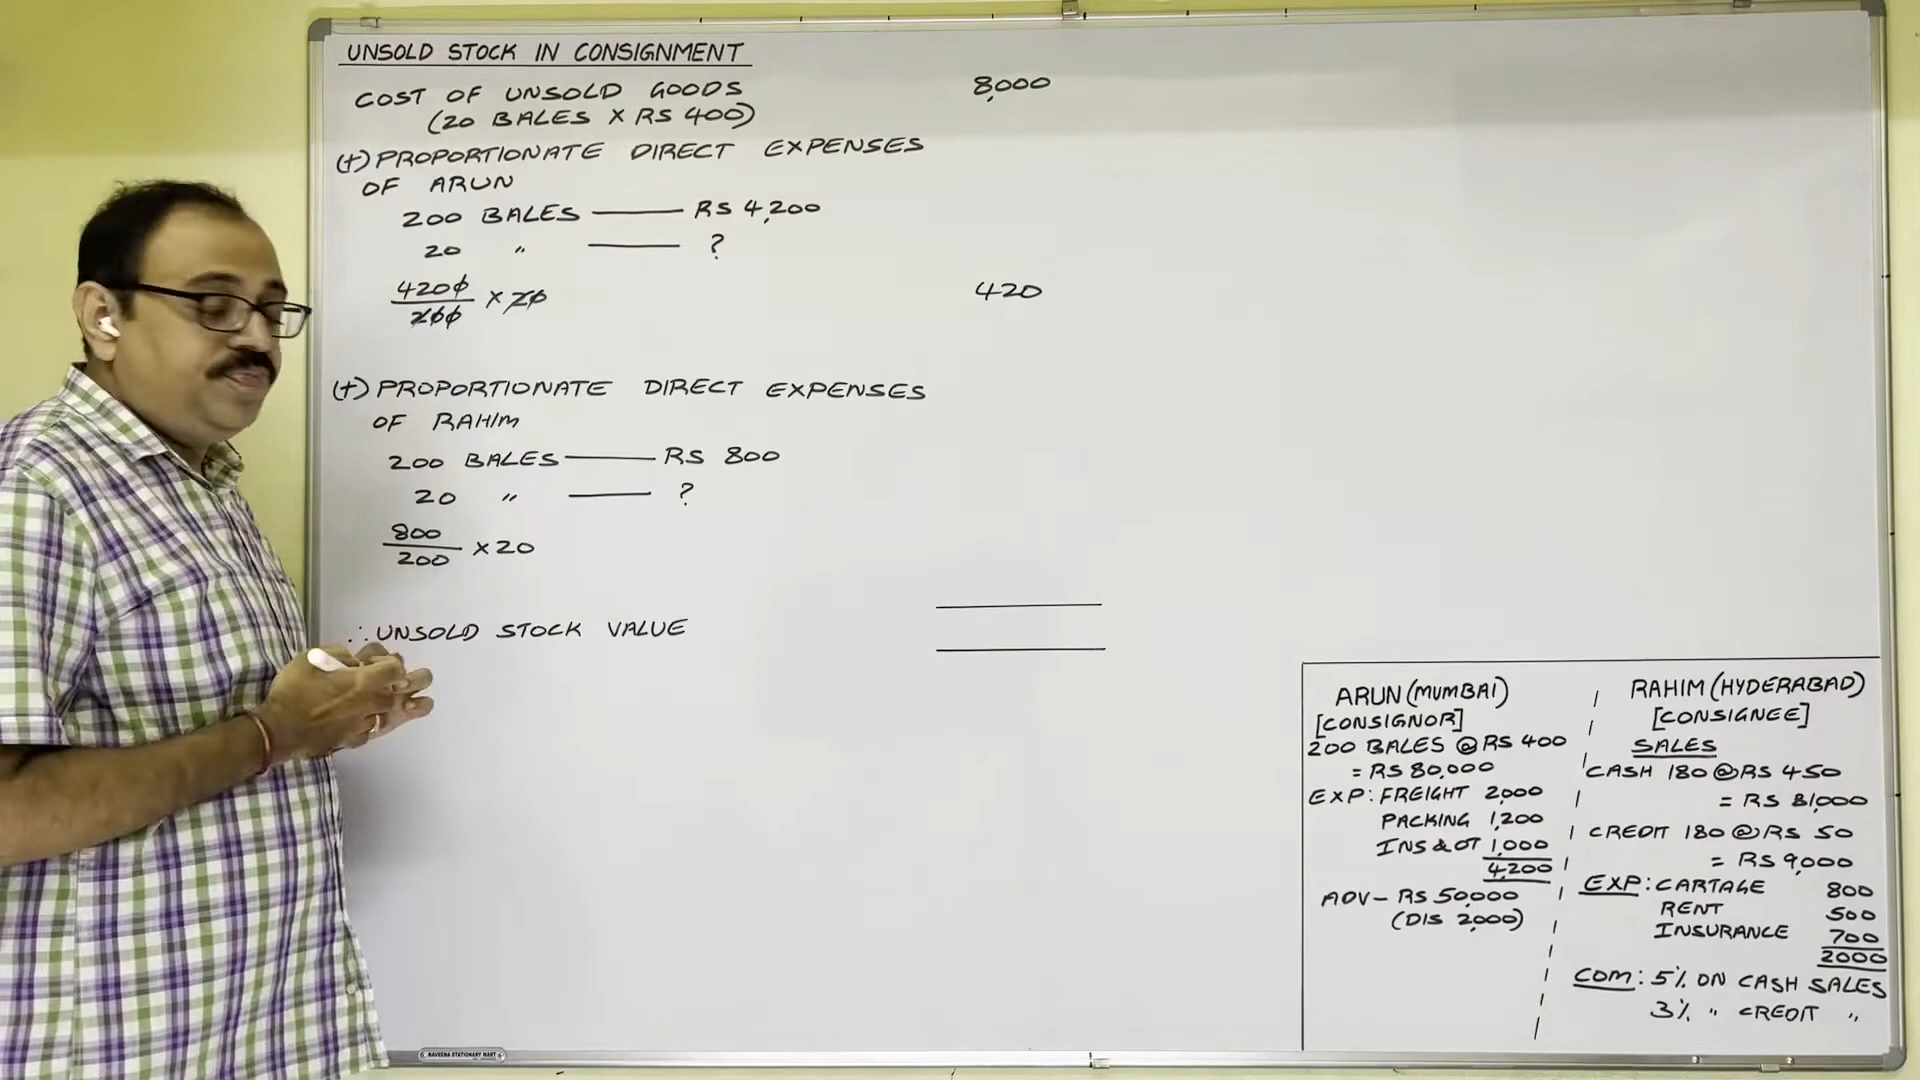 UNSOLD STOCK IN CONSIGNMENT
COST OF UNSOLD GOODS 8,000
(20 BALES X RS 400)
(+) PROPORTIONATE DIRECT EXPENSES
OF ARUN
200 BALES —— RS 4,200
20 " —— ?
4200/200 × 20 420
(+) PROPORTIONATE DIRECT EXPENSES
OF RAHIM
200 BALES —— RS 800
20 " —— ?
800/200 × 20
∴ UNSOLD STOCK VALUE
ARUN (MUMBAI)
[CONSIGNOR]
200 BALES @ RS 400
= RS 80,000
EXP: FREIGHT 2,000
PACKING 1,200
INS & OT 1,000
4,200
ADV - RS 50,000
(DIS 2,000)
RAHIM (HYDERABAD)
[CONSIGNEE]
SALES
CASH 180 @ RS 450
= RS 81,000
CREDIT 180 @ RS 50
= RS 9,000
EXP: CARTAGE 800
RENT 500
INSURANCE 700
2000
COM: 5% ON CASH SALES
3% " CREDIT "
NAVEENA STATIONARY MART